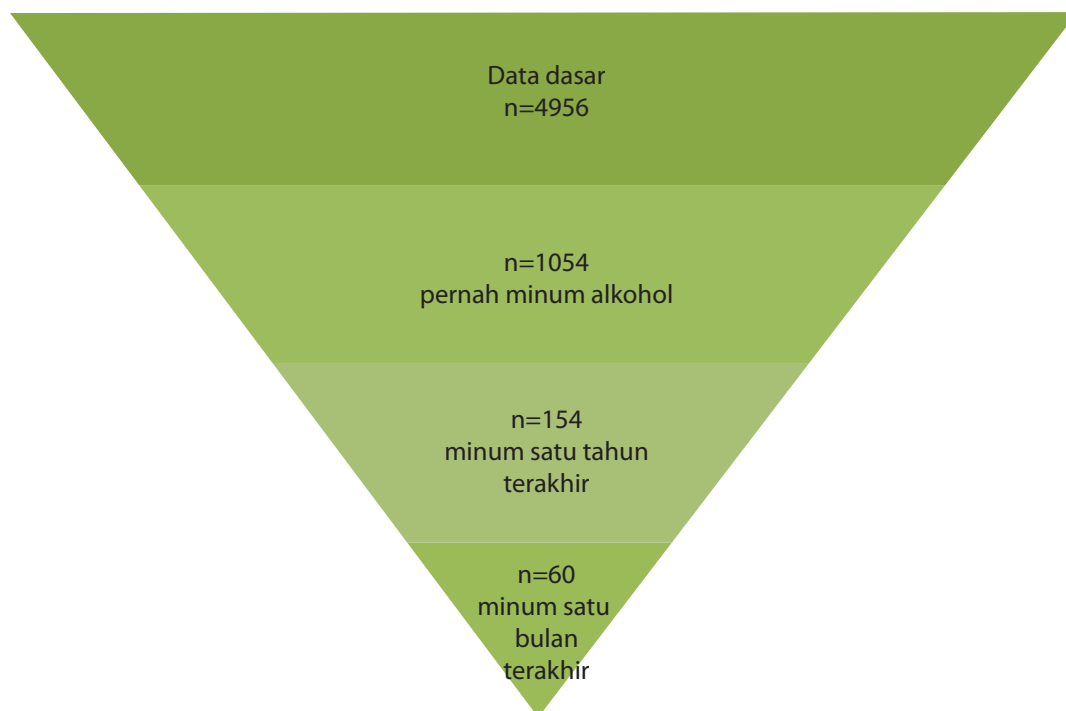 Data dasar
n=4956
n=1054
pernah minum alkohol
n=154
minum satu tahun
terakhir
n=60
minum satu
bulan
terakhir